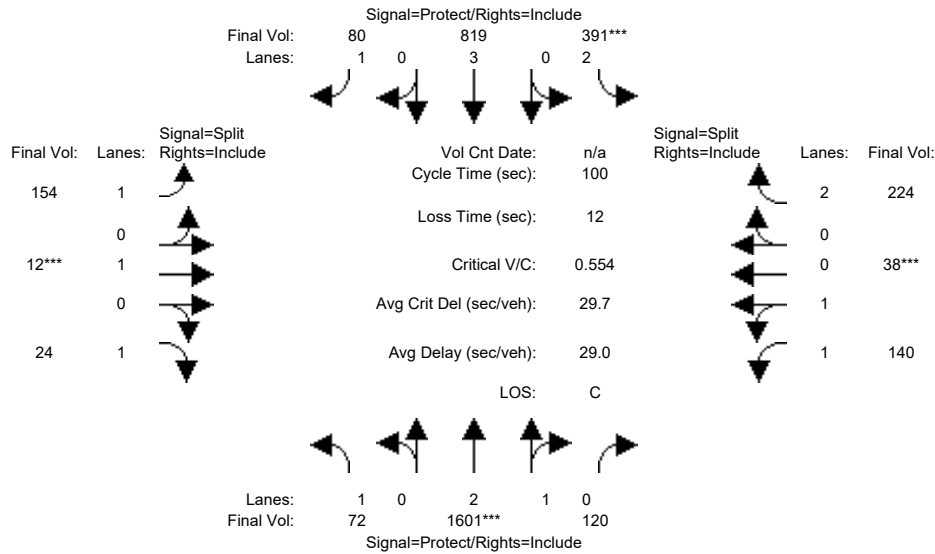 Signal=Protect/Rights=Include
Final Vol: 80 819 391***
Lanes: 1 0 3 0 2
Signal=Split Signal=Split
Final Vol: Lanes: Rights=Include Vol Cnt Date: n/a Rights=Include Lanes: Final Vol:
Cycle Time (sec): 100
154 1 2 224
Loss Time (sec): 12
0 0
12*** 1 Critical V/C: 0.554 0 38***
0 Avg Crit Del (sec/veh): 29.7 1
24 1 Avg Delay (sec/veh): 29.0 1 140
LOS: C
Lanes: 1 0 2 1 0
Final Vol: 72 1601*** 120
Signal=Protect/Rights=Include